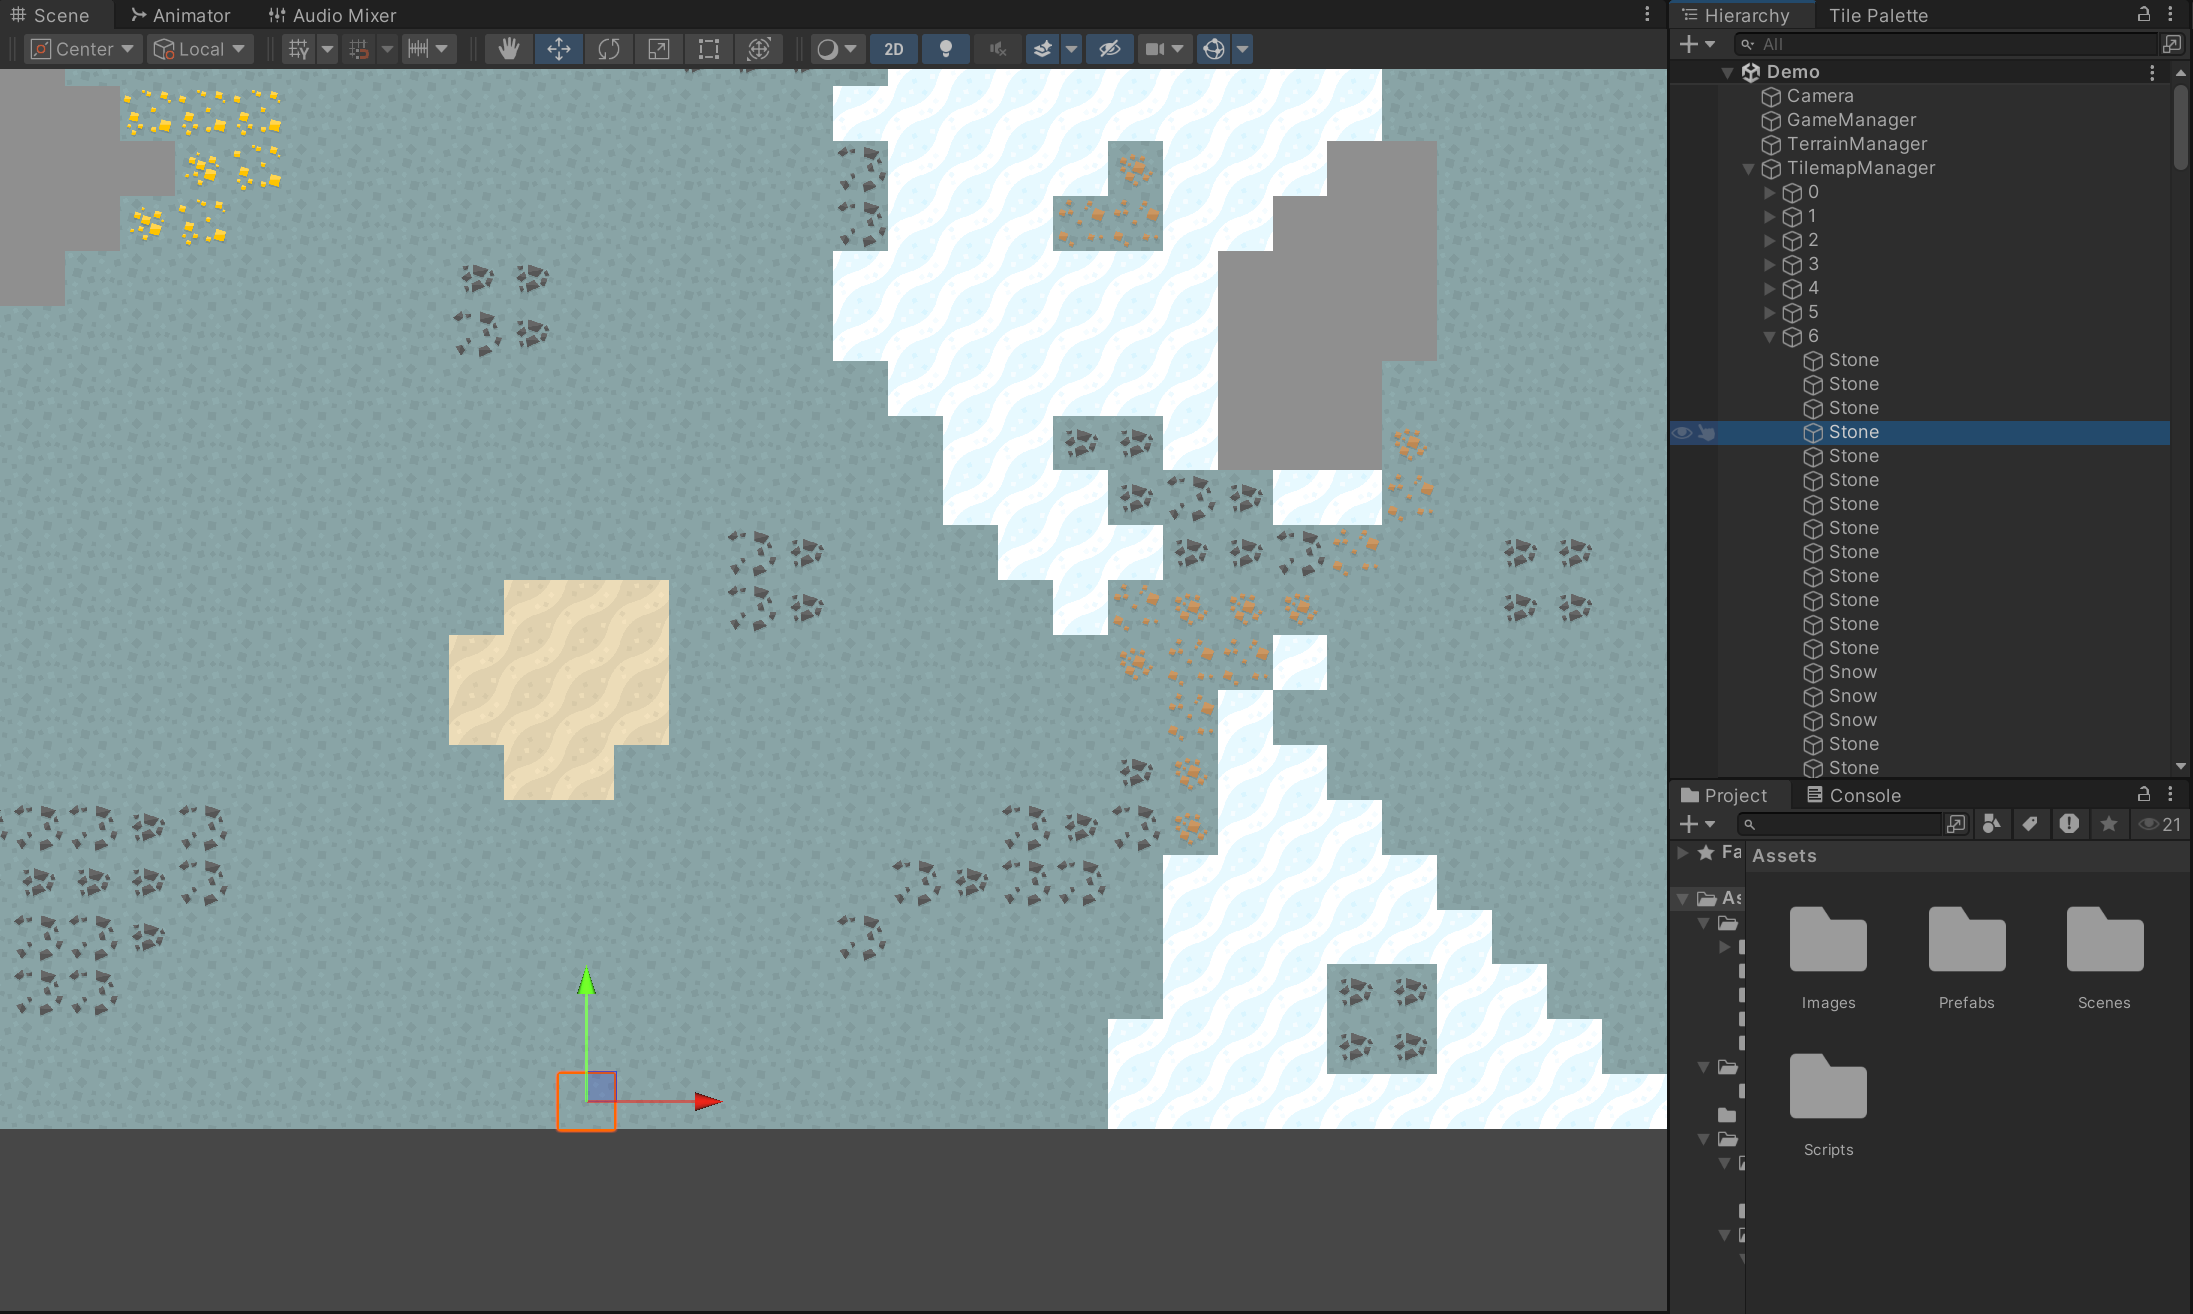 Scene Animator Audio Mixer
Center Local 2D
Hierarchy Tile Palette
All
Demo
Camera
GameManager
TerrainManager
TilemapManager
0
1
2
3
4
5
6
Stone
Stone
Stone
Stone
Stone
Stone
Stone
Stone
Stone
Stone
Stone
Stone
Stone
Snow
Snow
Snow
Stone
Stone
Project Console
21
Fa
As
Assets
Images Prefabs Scenes
Scripts